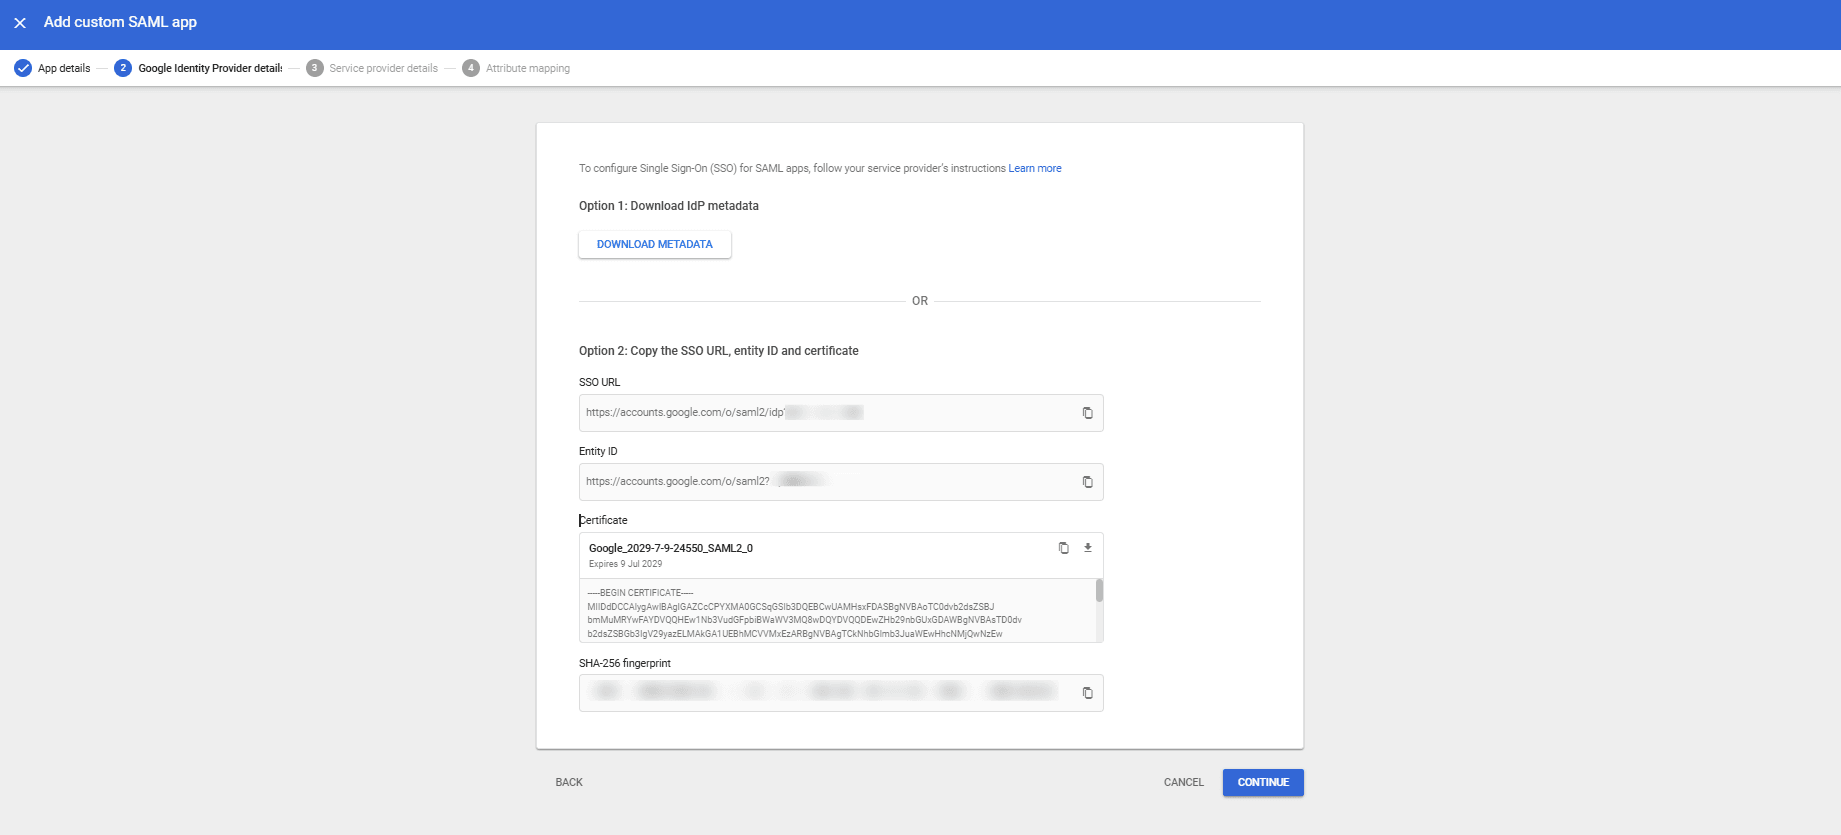 Add custom SAML app
App details
2 Google Identity Provider details
3 Service provider details
4 Attribute mapping
To configure Single Sign-On (SSO) for SAML apps, follow your service provider's instructions Learn more
Option 1: Download IdP metadata
DOWNLOAD METADATA
OR
Option 2: Copy the SSO URL, entity ID and certificate
SSO URL
https://accounts.google.com/o/saml2/idp
Entity ID
https://accounts.google.com/o/saml2?
Certificate
Google_2029-7-9-24550_SAML2_0
Expires 9 Jul 2029
-----BEGIN CERTIFICATE-----
MIIDdDCCAlygAwIBAgIGAZCcCPYXMA0GCSqGSIb3DQEBCwUAMHsxFDASBgNVBAoTC0dvb2dsZSBJ
bmMuMRYwFAYDVQQHEw1Nb3VudGFpbiBWaWV3MQ8wDQYDVQQDEwZHb29nbGUxGDAWBgNVBAsTD0dv
b2dsZSBGb3IgV29yazELMAkGA1UEBhMCVVMxEzARBgNVBAgTCkNhbGlmb3JuaWEwHhcNMjQwNzEw
SHA-256 fingerprint
BACK
CANCEL
CONTINUE